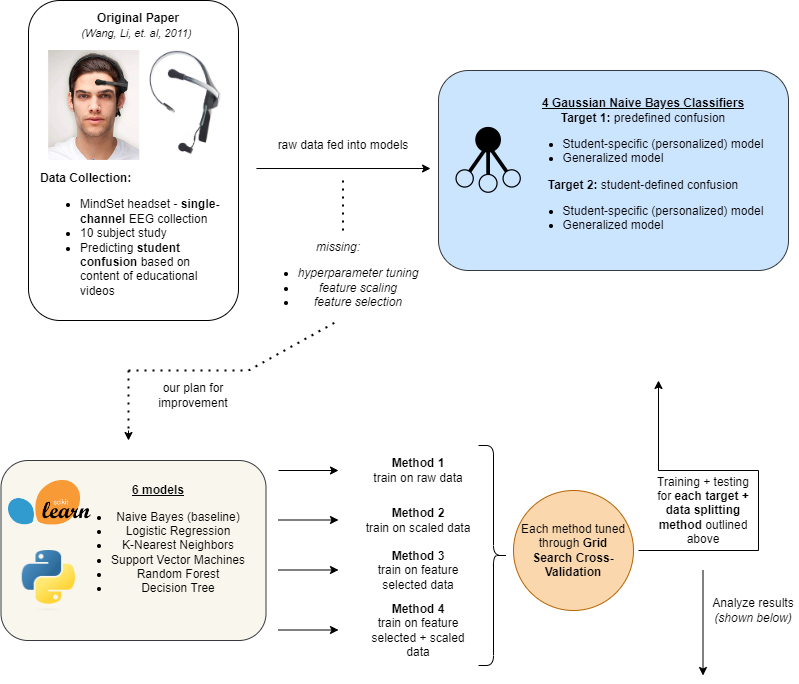 Original Paper
(Wang, Li, et. al, 2011)
Data Collection:
MindSet headset - single-
channel EEG collection
10 subject study
Predicting student
confusion based on
content of educational
videos
raw data fed into models
missing:
hyperparameter tuning
feature scaling
feature selection
4 Gaussian Naive Bayes Classifiers
Target 1: predefined confusion
Student-specific (personalized) model
Generalized model
Target 2: student-defined confusion
Student-specific (personalized) model
Generalized model
our plan for
improvement
scikit
learn
6 models
Naive Bayes (baseline)
Logistic Regression
K-Nearest Neighbors
Support Vector Machines
Random Forest
Decision Tree
Method 1
train on raw data
Method 2
train on scaled data
Method 3
train on feature
selected data
Method 4
train on feature
selected + scaled
data
Each method tuned
through Grid
Search Cross-
Validation
Training + testing
for each target +
data splitting
method outlined
above
Analyze results
(shown below)